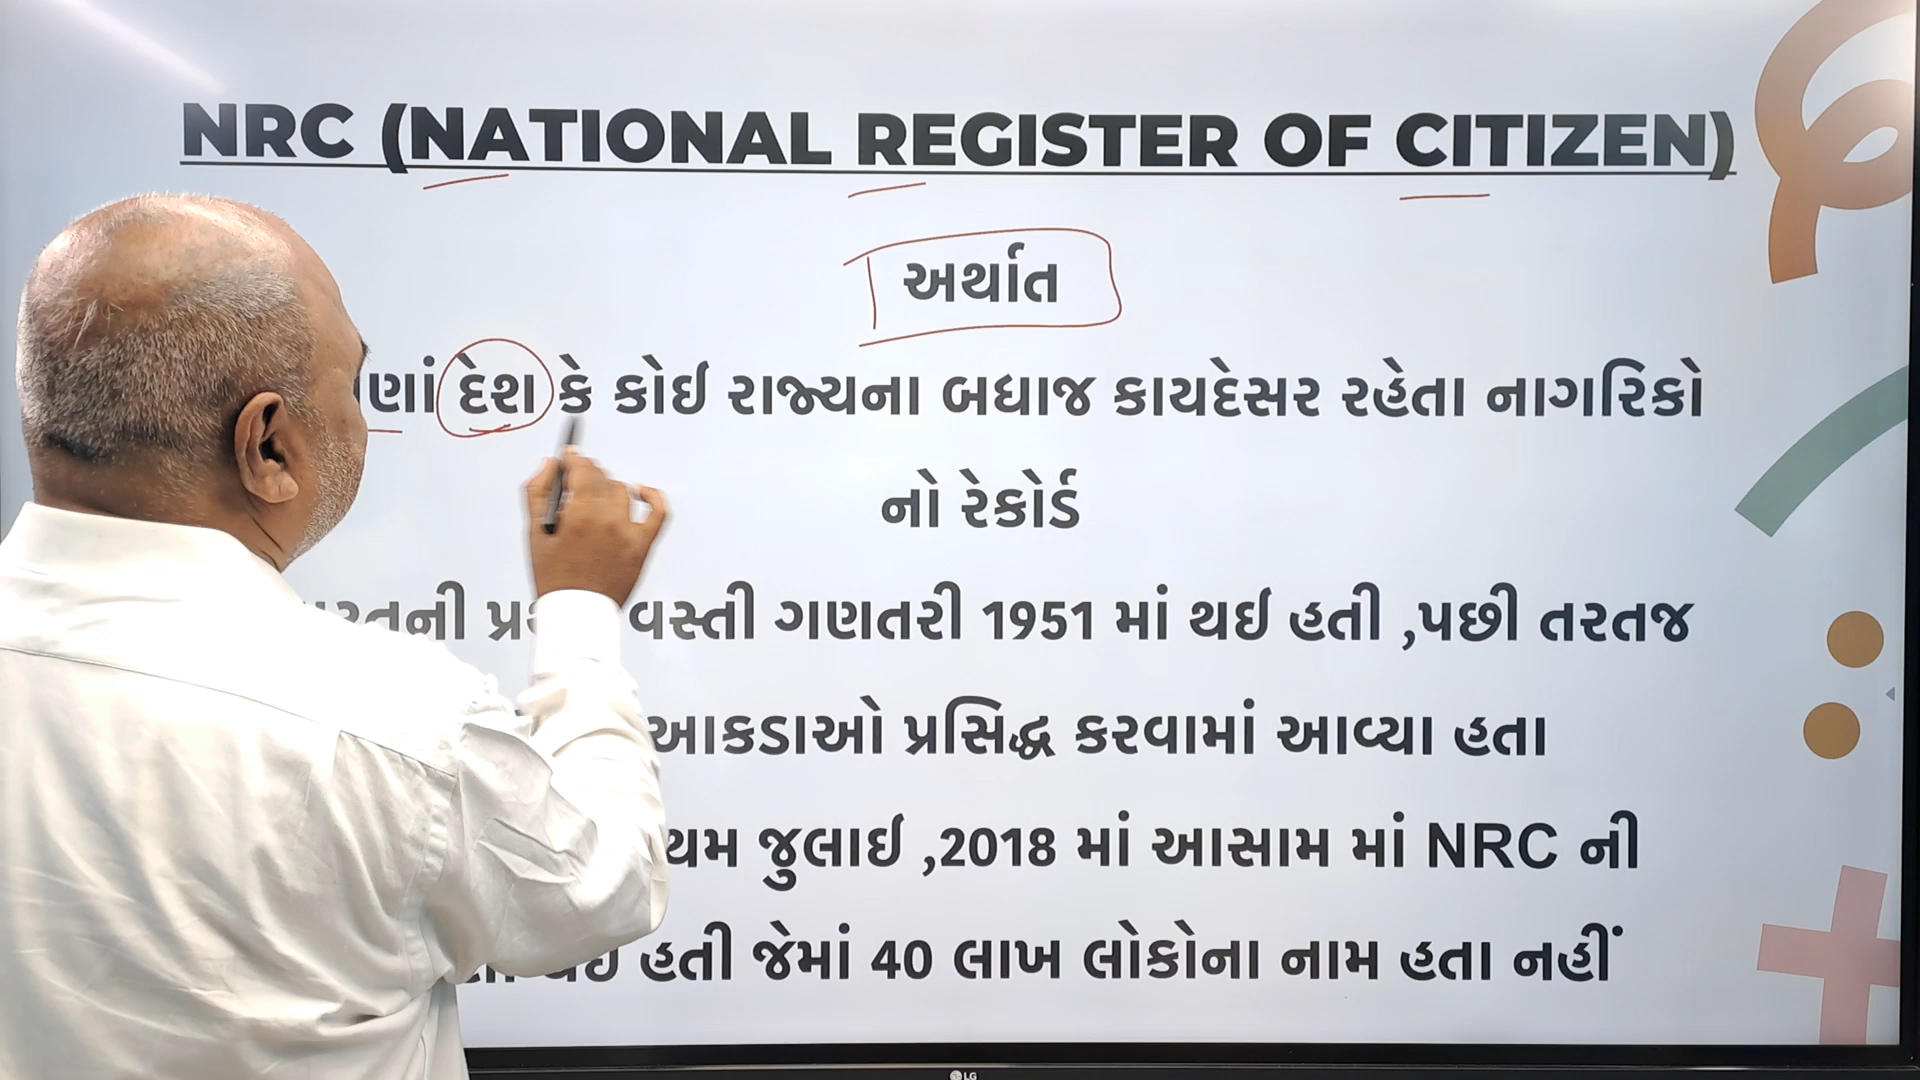 NRC (NATIONAL REGISTER OF CITIZEN)
અર્થાત
દેશ કે કોઈ રાજ્યના બધાજ કાયદેસર રહેતા નાગરિકો
નો રેકોર્ડ
વસ્તી ગણતરી 1951 માં થઈ હતી ,પછી તરતજ
આકડાઓ પ્રસિદ્ધ કરવામાં આવ્યા હતા
જુલાઈ ,2018 માં આસામ માં NRC ની
હતી જેમાં 40 લાખ લોકોના નામ હતા નહીં
LG